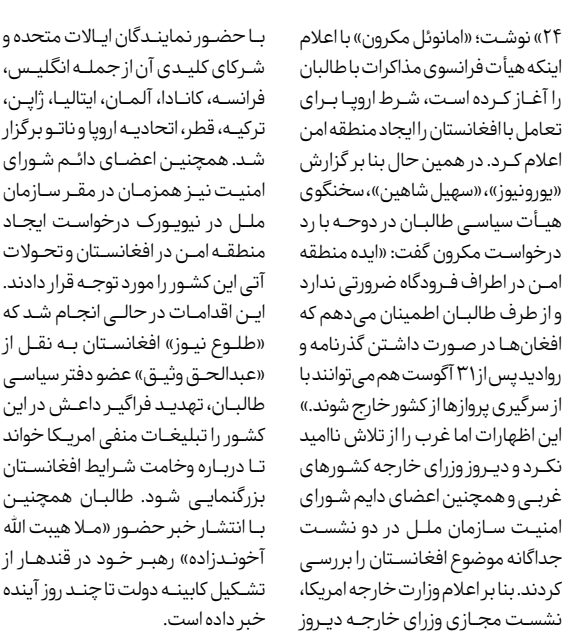 ۲۴» نوشت؛ «امانوئل مکرون» با اعلام
اینکه هیأت فرانسوی مذاکرات با طالبان
را آغاز کرده است، شرط اروپا برای
تعامل با افغانستان را ایجاد منطقه امن
اعلام کرد. در همین حال بنا بر گزارش
«یورونیوز»، «سهیل شاهین»، سخنگوی
هیأت سیاسی طالبان در دوحه با رد
درخواست مکرون گفت: «ایده منطقه
امن در اطراف فرودگاه ضرورتی ندارد
و از طرف طالبان اطمینان می‌دهم که
افغان‌ها در صورت داشتن گذرنامه و
روادید پس از ۳۱ آگوست هم می‌توانند با
از سرگیری پروازها از کشور خارج شوند.»
این اظهارات اما غرب را از تلاش ناامید
نکرد و دیروز وزرای خارجه کشورهای
غربی و همچنین اعضای دایم شورای
امنیت سازمان ملل در دو نشست
جداگانه موضوع افغانستان را بررسی
کردند. بنا بر اعلام وزارت خارجه امریکا،
نشست مجازی وزرای خارجه دیروز
با حضور نمایندگان ایالات متحده و
شرکای کلیدی آن از جمله انگلیس،
فرانسه، کانادا، آلمان، ایتالیا، ژاپن،
ترکیه، قطر، اتحادیه اروپا و ناتو برگزار
شد. همچنین اعضای دائم شورای
امنیت نیز همزمان در مقر سازمان
ملل در نیویورک درخواست ایجاد
منطقه امن در افغانستان و تحولات
آتی این کشور را مورد توجه قرار دادند.
این اقدامات در حالی انجام شد که
«طلوع نیوز» افغانستان به نقل از
«عبدالحق وثیق» عضو دفتر سیاسی
طالبان، تهدید فراگیر داعش در این
کشور را تبلیغات منفی امریکا خواند
تا درباره وخامت شرایط افغانستان
بزرگنمایی شود. طالبان همچنین
با انتشار خبر حضور «ملا هیبت الله
آخوندزاده» رهبر خود در قندهار از
تشکیل کابینه دولت تا چند روز آینده
خبر داده است.